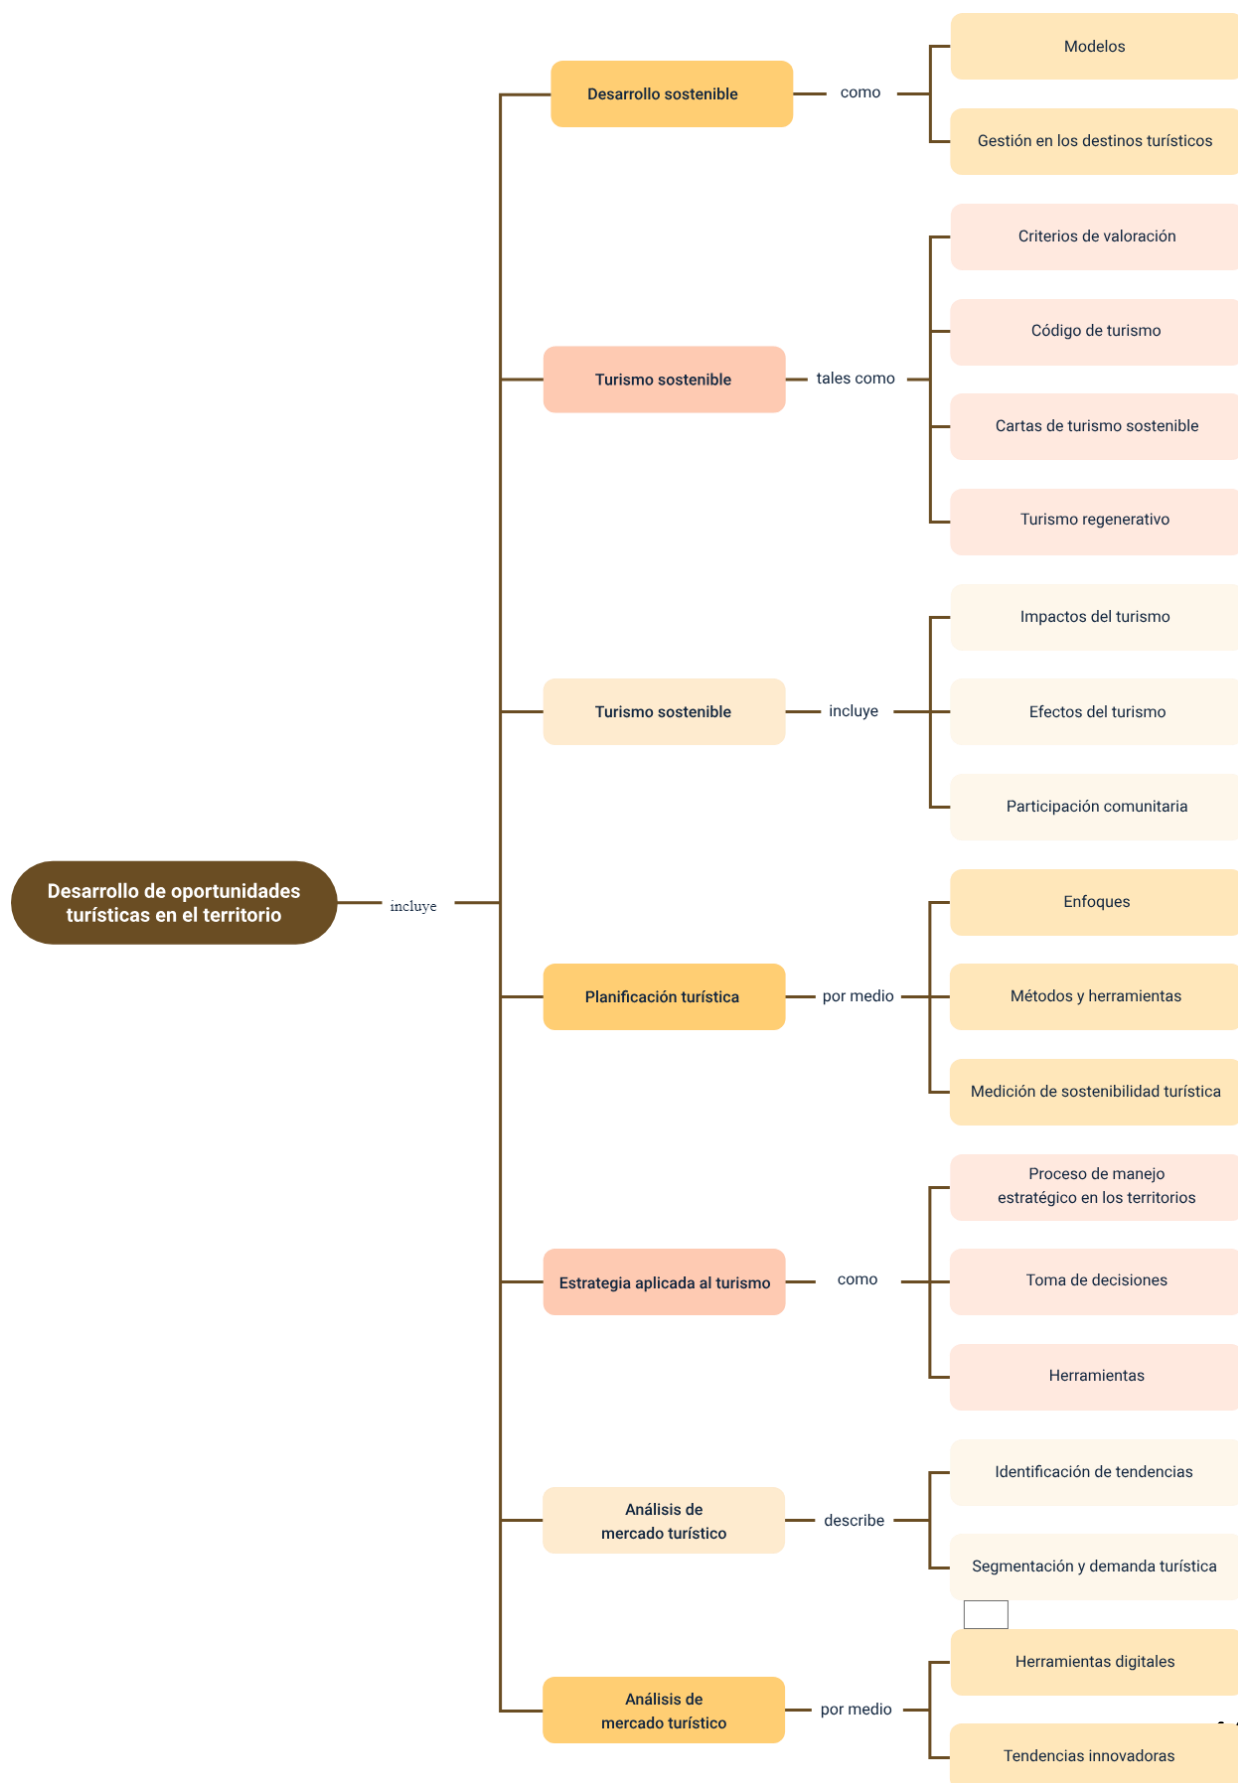 Desarrollo de oportunidades
turísticas en el territorio
incluye
Desarrollo sostenible
como
Modelos
Gestión en los destinos turísticos
Turismo sostenible
tales como
Criterios de valoración
Código de turismo
Cartas de turismo sostenible
Turismo regenerativo
Turismo sostenible
incluye
Impactos del turismo
Efectos del turismo
Participación comunitaria
Planificación turística
por medio
Enfoques
Métodos y herramientas
Medición de sostenibilidad turística
Estrategia aplicada al turismo
como
Proceso de manejo
estratégico en los territorios
Toma de decisiones
Herramientas
Análisis de
mercado turístico
describe
Identificación de tendencias
Segmentación y demanda turística
Análisis de
mercado turístico
por medio
Herramientas digitales
Tendencias innovadoras